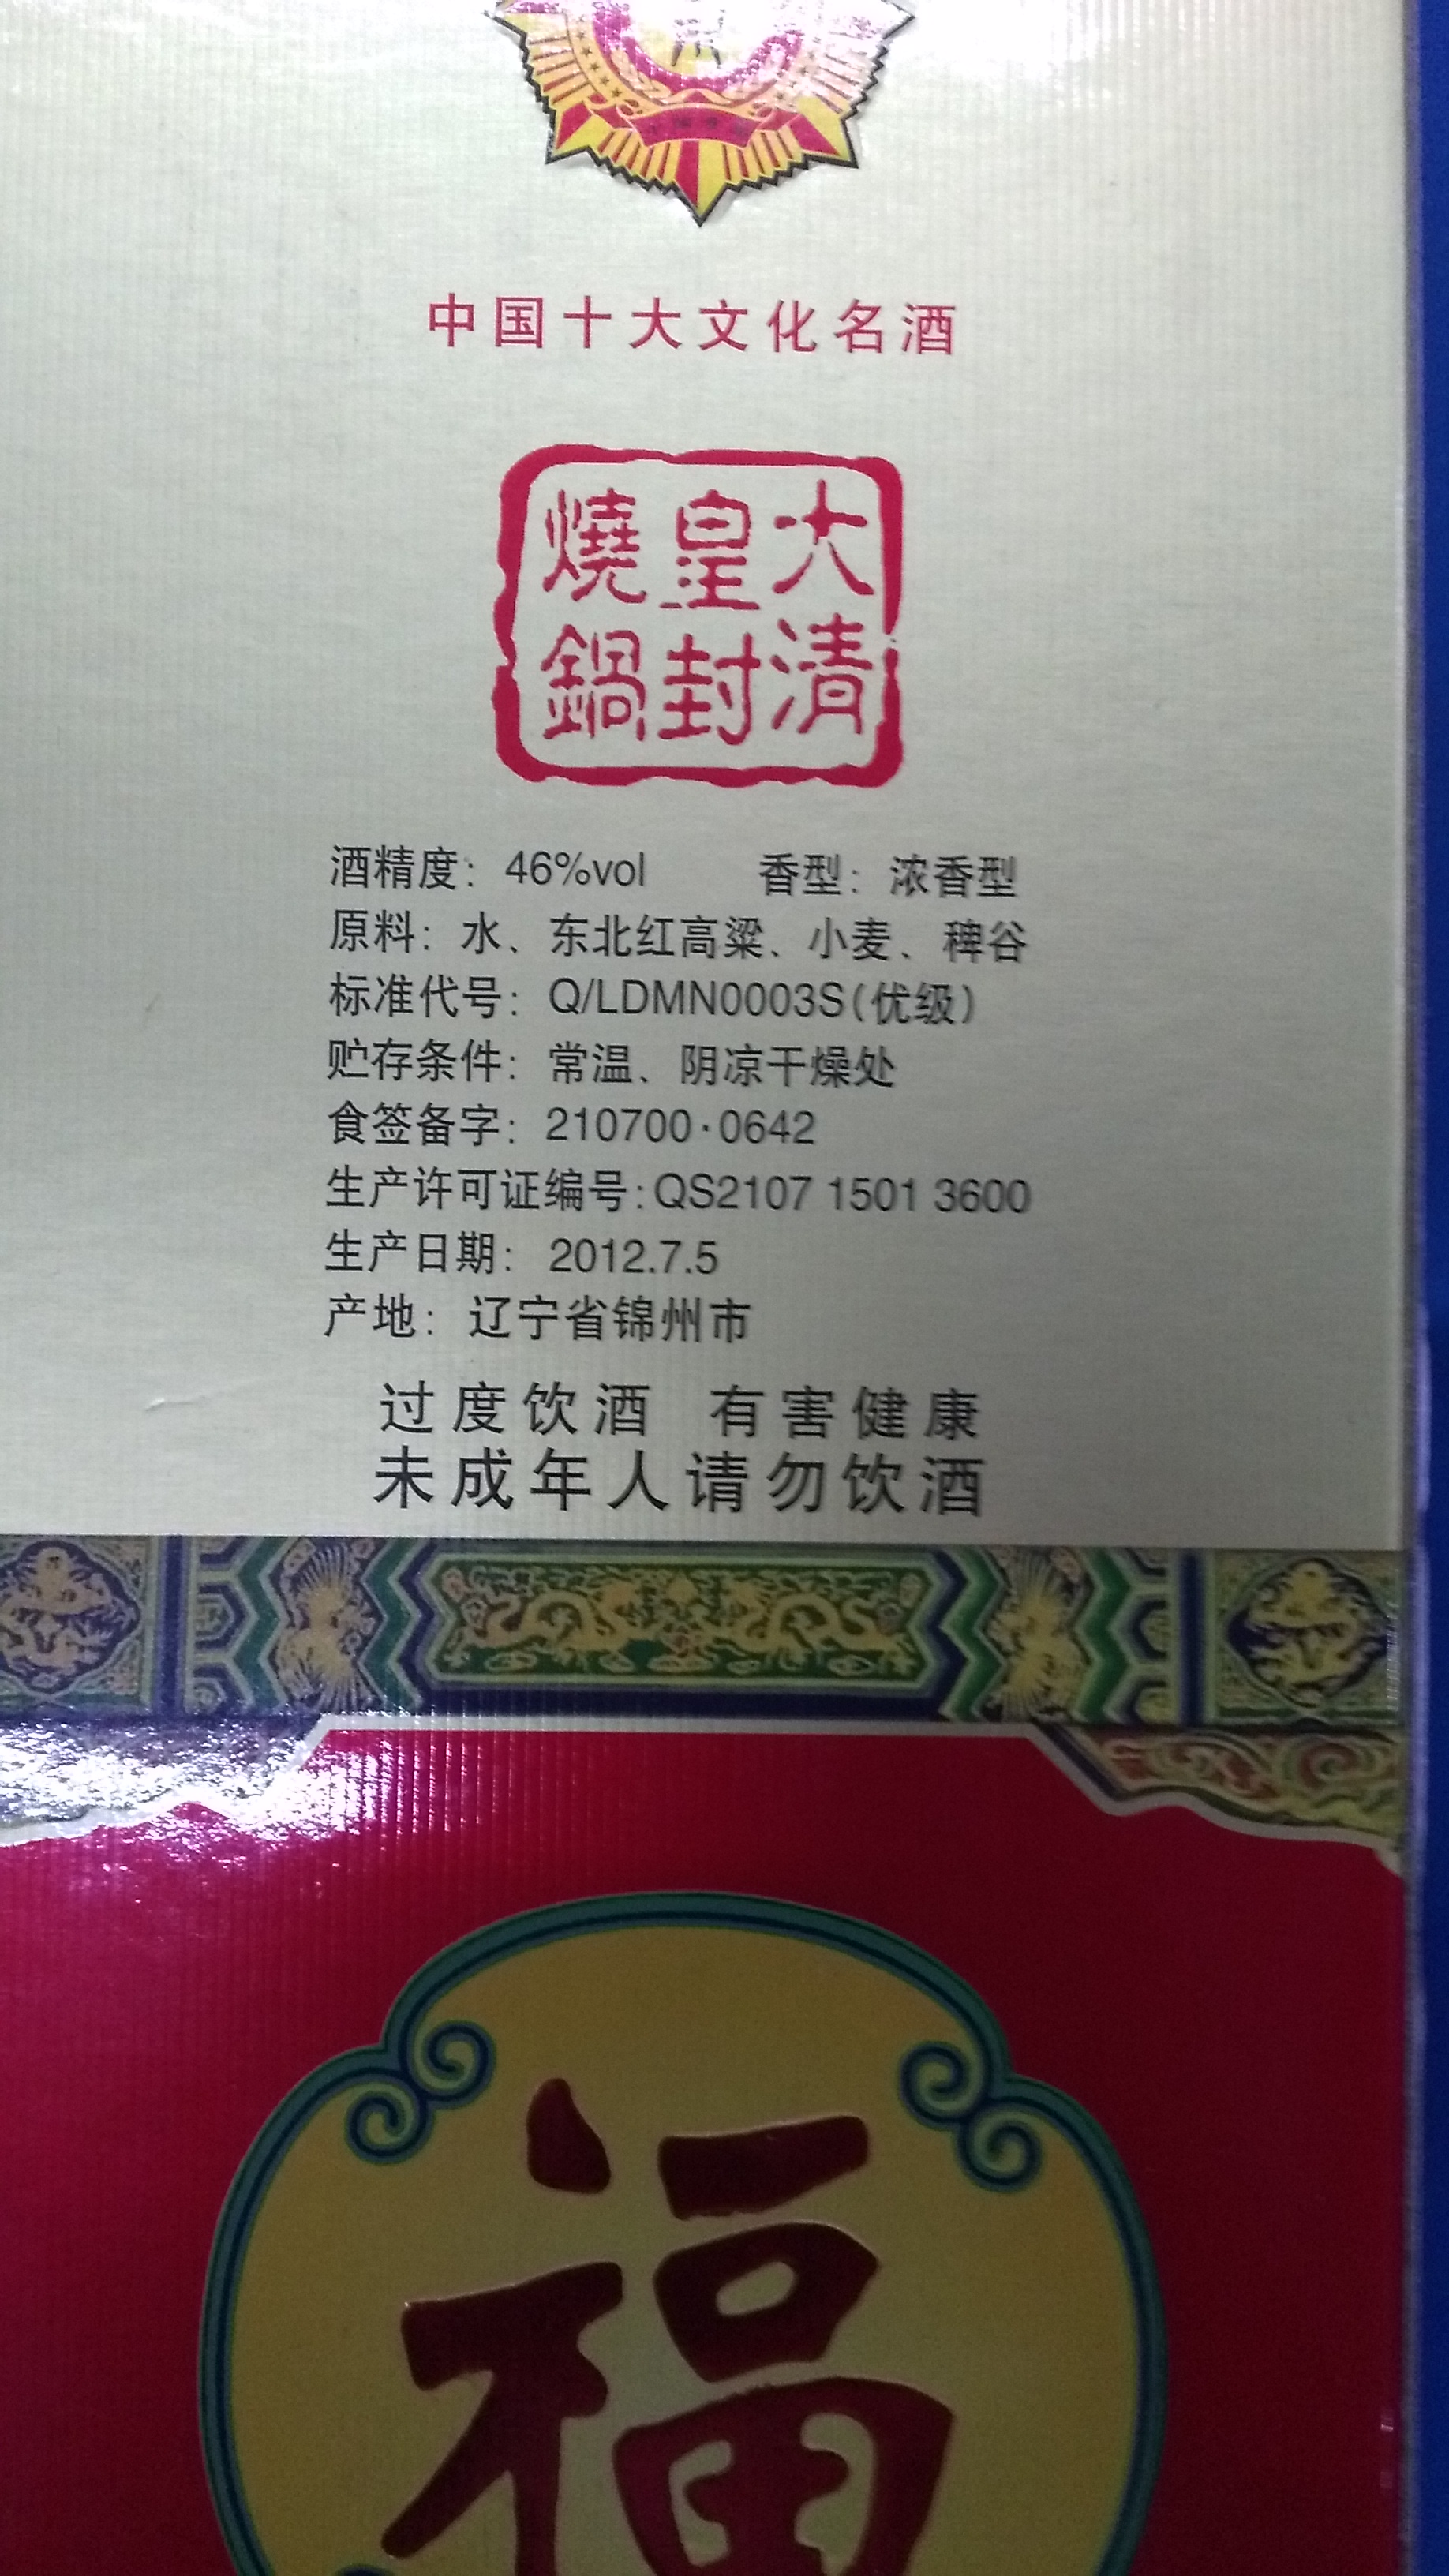 中国十大文化名酒
大清
皇封
燒鍋
酒精度：46%vol 香型：浓香型
原料：水、东北红高粱、小麦、稗谷
标准代号：Q/LDMN0003S(优级)
贮存条件：常温、阴凉干燥处
食签备字：210700·0642
生产许可证编号:QS2107 1501 3600
生产日期：2012.7.5
产地：辽宁省锦州市
过度饮酒 有害健康
未成年人请勿饮酒
福